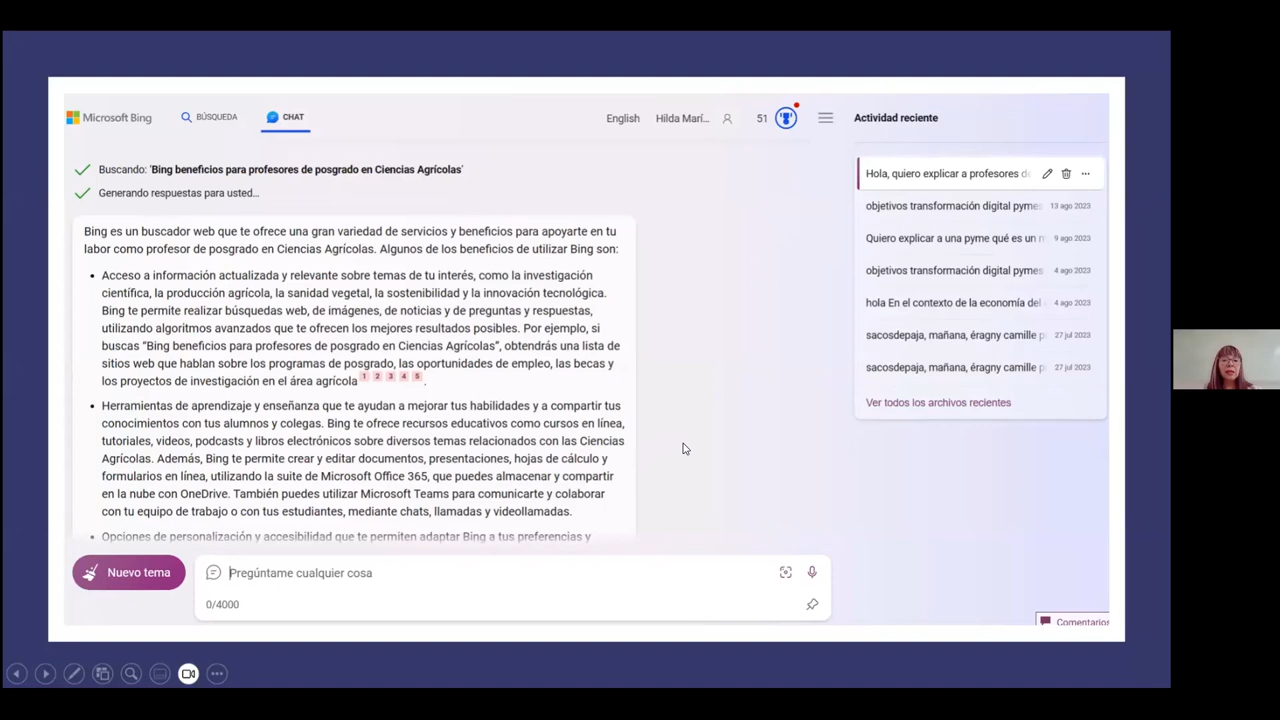 Microsoft Bing
BÚSQUEDA
CHAT
English
Hilda Marí...
51
Buscando: 'Bing beneficios para profesores de posgrado en Ciencias Agrícolas'
Generando respuestas para usted...
Bing es un buscador web que te ofrece una gran variedad de servicios y beneficios para apoyarte en tu
labor como profesor de posgrado en Ciencias Agrícolas. Algunos de los beneficios de utilizar Bing son:
• Acceso a información actualizada y relevante sobre temas de tu interés, como la investigación
científica, la producción agrícola, la sanidad vegetal, la sostenibilidad y la innovación tecnológica.
Bing te permite realizar búsquedas web, de imágenes, de noticias y de preguntas y respuestas,
utilizando algoritmos avanzados que te ofrecen los mejores resultados posibles. Por ejemplo, si
buscas “Bing beneficios para profesores de posgrado en Ciencias Agrícolas”, obtendrás una lista de
sitios web que hablan sobre los programas de posgrado, las oportunidades de empleo, las becas y
los proyectos de investigación en el área agrícola 1 2 3 4 5 .
• Herramientas de aprendizaje y enseñanza que te ayudan a mejorar tus habilidades y a compartir tus
conocimientos con tus alumnos y colegas. Bing te ofrece recursos educativos como cursos en línea,
tutoriales, videos, podcasts y libros electrónicos sobre diversos temas relacionados con las Ciencias
Agrícolas. Además, Bing te permite crear y editar documentos, presentaciones, hojas de cálculo y
formularios en línea, utilizando la suite de Microsoft Office 365, que puedes almacenar y compartir
en la nube con OneDrive. También puedes utilizar Microsoft Teams para comunicarte y colaborar
con tu equipo de trabajo o con tus estudiantes, mediante chats, llamadas y videollamadas.
• Opciones de personalización y accesibilidad que te permiten adaptar Bing a tus preferencias y
Nuevo tema
Pregúntame cualquier cosa
0/4000
Actividad reciente
Hola, quiero explicar a profesores de
objetivos transformación digital pymes 13 ago 2023
Quiero explicar a una pyme qué es un 9 ago 2023
objetivos transformación digital pymes 4 ago 2023
hola En el contexto de la economía del 4 ago 2023
sacosdepaja, mañana, éragny camille p 27 jul 2023
sacosdepaja, mañana, éragny camille p 27 jul 2023
Ver todos los archivos recientes
Comentarios